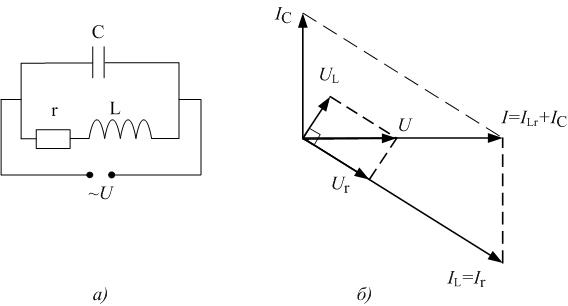 C
r
L
~U
а)
I_C
U_L
U
I=I_Lr+I_C
U_r
I_L=I_r
б)